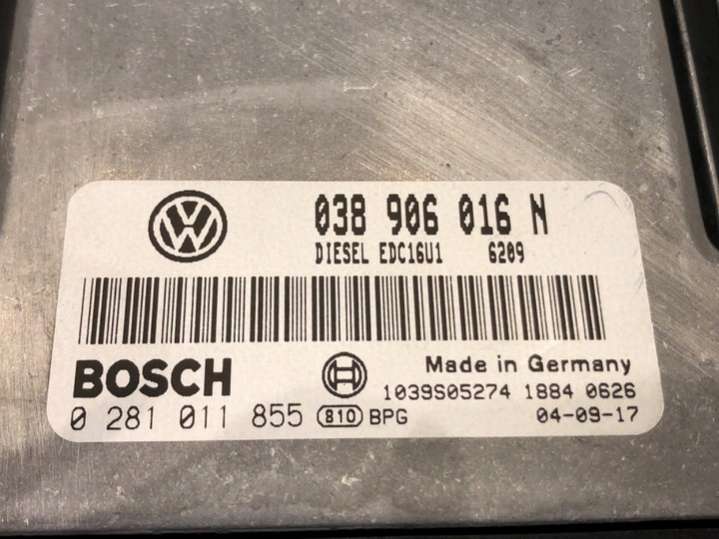 038 906 016 N
DIESEL EDC16U1 6209
BOSCH
Made in Germany
1039S05274 1884 0626
0 281 011 855 810 BPG 04-09-17